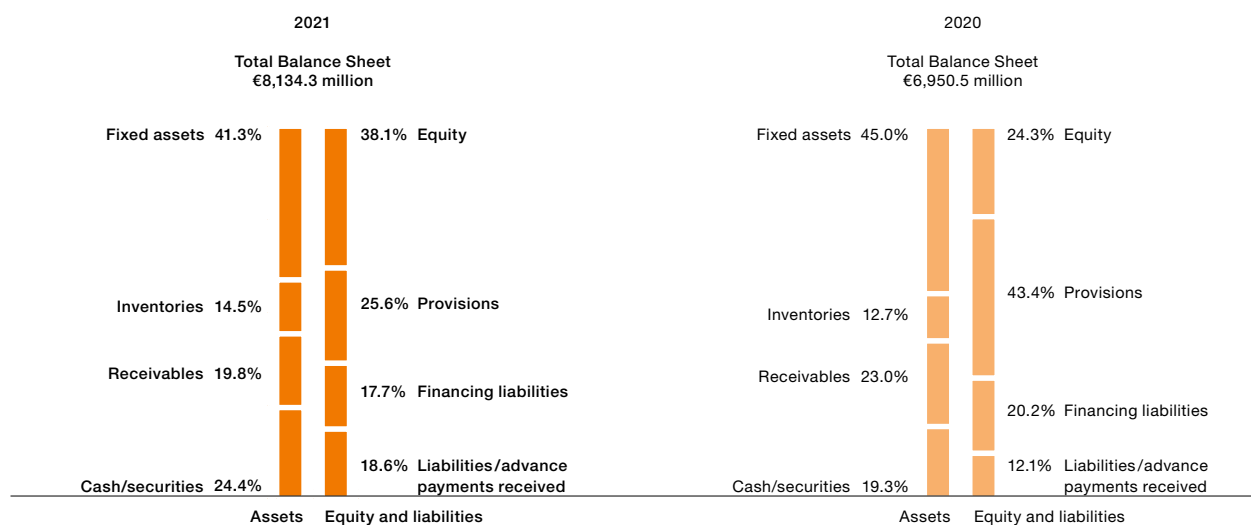 2021
Total Balance Sheet
€8,134.3 million
Fixed assets 41.3%
38.1% Equity
Inventories 14.5%
25.6% Provisions
Receivables 19.8%
17.7% Financing liabilities
18.6% Liabilities/advance
payments received
Cash/securities 24.4%
Assets Equity and liabilities
2020
Total Balance Sheet
€6,950.5 million
Fixed assets 45.0%
24.3% Equity
43.4% Provisions
Inventories 12.7%
Receivables 23.0%
20.2% Financing liabilities
12.1% Liabilities/advance
payments received
Cash/securities 19.3%
Assets Equity and liabilities